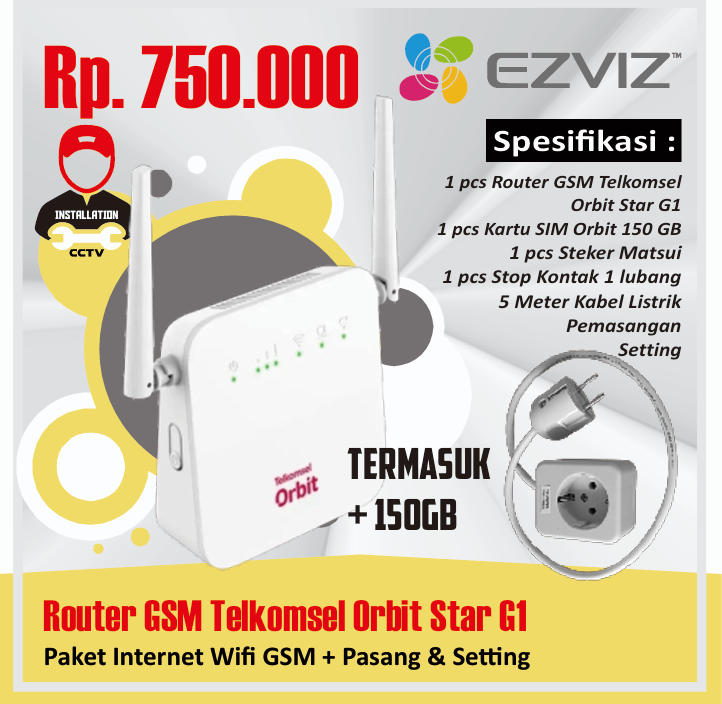 Rp. 750.000
EZVIZ™
INSTALLATION
CCTV
Spesifikasi :
1 pcs Router GSM Telkomsel
Orbit Star G1
1 pcs Kartu SIM Orbit 150 GB
1 pcs Steker Matsui
1 pcs Stop Kontak 1 lubang
5 Meter Kabel Listrik
Pemasangan
Setting
Telkomsel
Orbit
TERMASUK
+ 150GB
Router GSM Telkomsel Orbit Star G1
Paket Internet Wifi GSM + Pasang & Setting